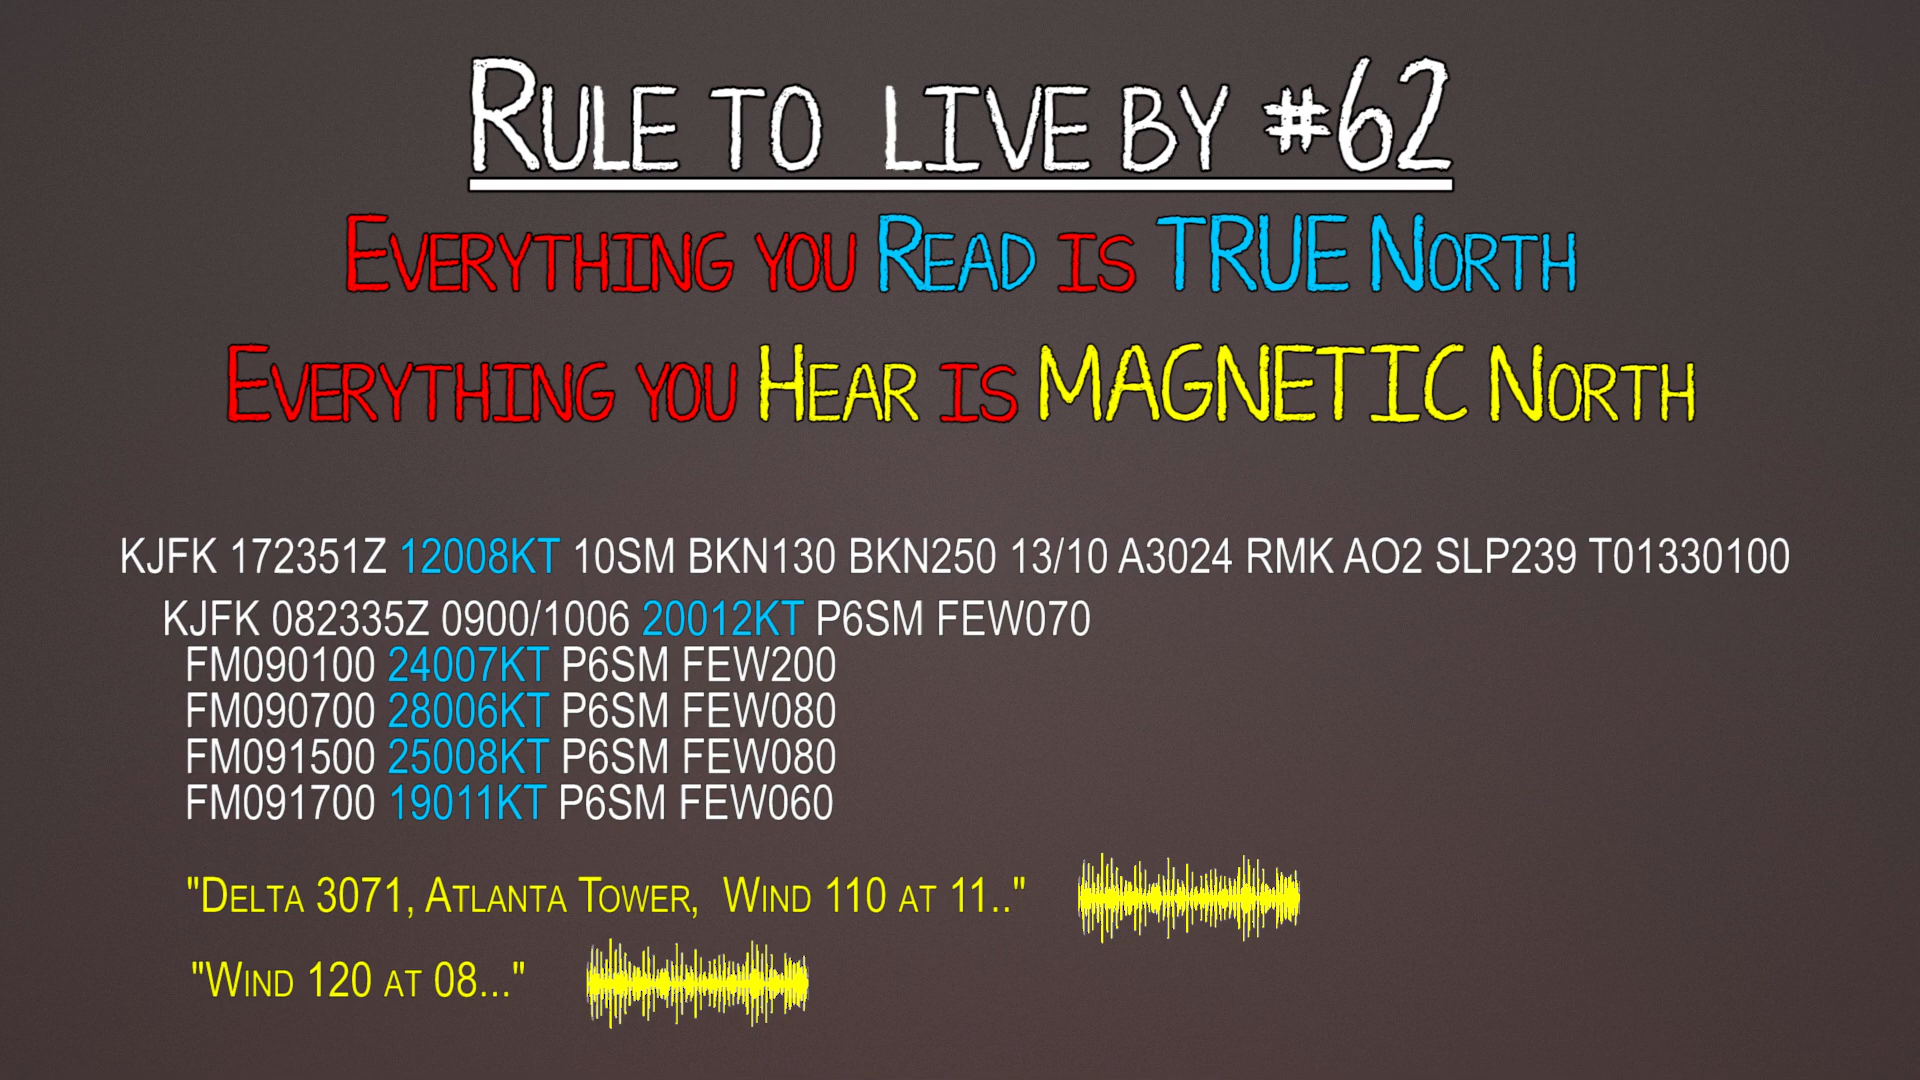 RULE TO LIVE BY #62
EVERYTHING YOU READ IS TRUE NORTH
EVERYTHING YOU HEAR IS MAGNETIC NORTH
KJFK 172351Z 12008KT 10SM BKN130 BKN250 13/10 A3024 RMK AO2 SLP239 T01330100
KJFK 082335Z 0900/1006 20012KT P6SM FEW070
FM090100 24007KT P6SM FEW200
FM090700 28006KT P6SM FEW080
FM091500 25008KT P6SM FEW080
FM091700 19011KT P6SM FEW060
"DELTA 3071, ATLANTA TOWER, WIND 110 AT 11.."
"WIND 120 AT 08..."